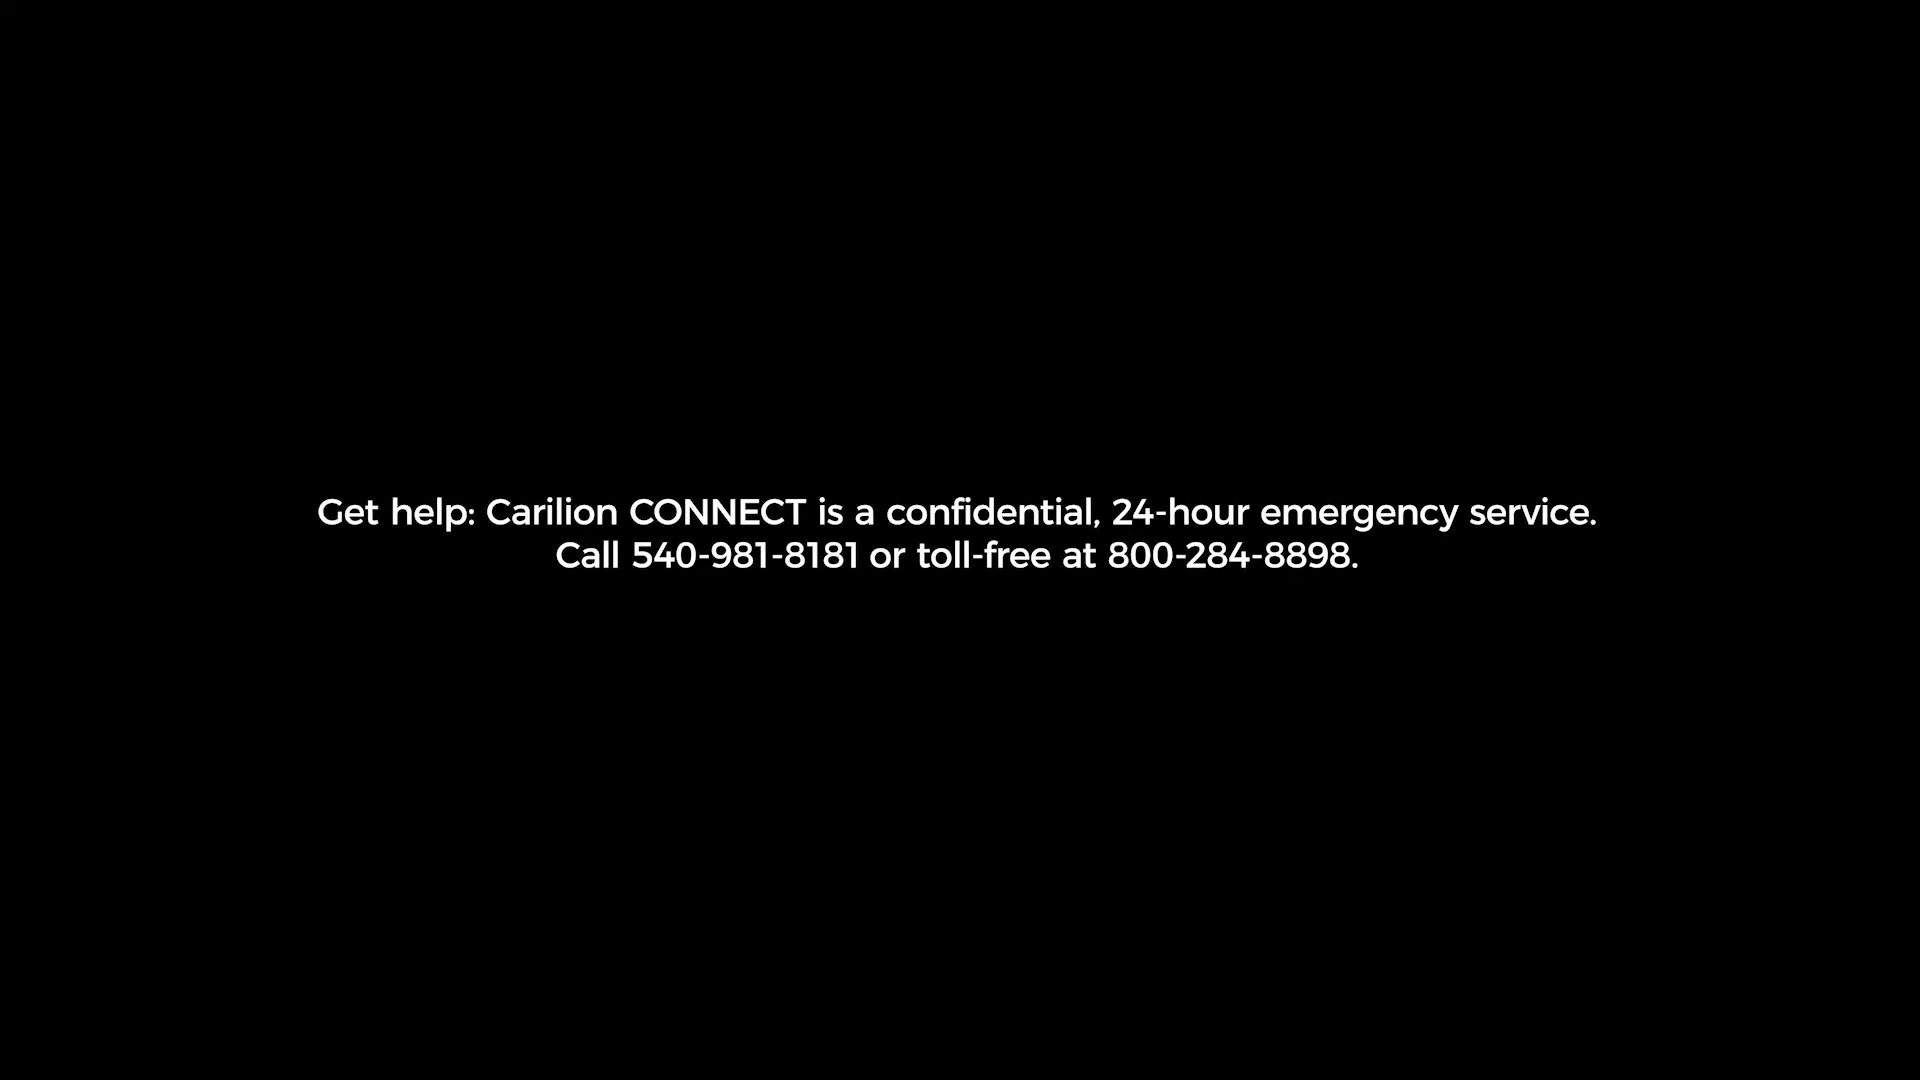 Get help: Carilion CONNECT is a confidential, 24-hour emergency service.
Call 540-981-8181 or toll-free at 800-284-8898.